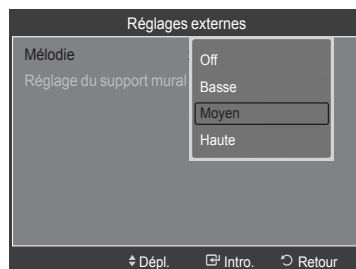 Réglages externes
Mélodie :
Off
Réglage du support mural
Basse
Moyen
Haute
Dépl. Intro. Retour